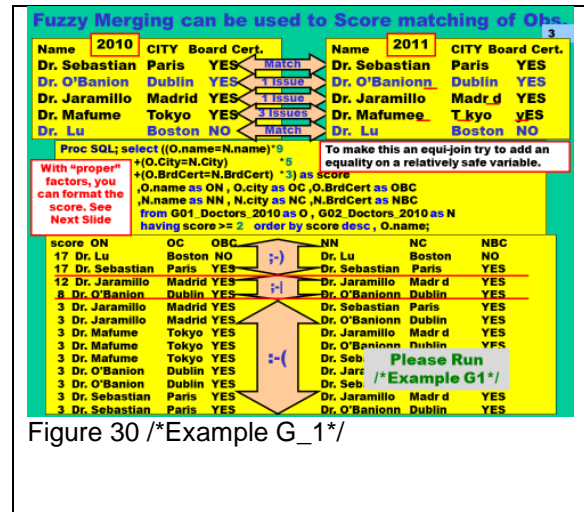 Fuzzy Merging can be used to Score matching of Obs.
3
Name 2010 CITY Board Cert.
Dr. Sebastian Paris YES
Dr. O'Banion Dublin YES
Dr. Jaramillo Madrid YES
Dr. Mafume Tokyo YES
Dr. Lu Boston NO
Match
1 Issue
1 Issue
3 Issues
Match
Name 2011 CITY Board Cert.
Dr. Sebastian Paris YES
Dr. O'Banionn Dublin YES
Dr. Jaramillo Madr d YES
Dr. Mafumee T kyo yES
Dr. Lu Boston NO
Proc SQL; select ((O.name=N.name)*9
+(O.City=N.City) *5
+(O.BrdCert=N.BrdCert) *3) as score
,O.name as ON , O.city as OC ,O.BrdCert as OBC
,N.name as NN , N.city as NC ,N.BrdCert as NBC
from G01_Doctors_2010 as O , G02_Doctors_2010 as N
having score >= 2 order by score desc , O.name;
To make this an equi-join try to add an
equality on a relatively safe variable.
With "proper"
factors, you
can format the
score. See
Next Slide
score ON OC OBC NN NC NBC
17 Dr. Lu Boston NO Dr. Lu Boston NO
17 Dr. Sebastian Paris YES Dr. Sebastian Paris YES
12 Dr. Jaramillo Madrid YES Dr. Jaramillo Madr d YES
8 Dr. O'Banion Dublin YES Dr. O'Banionn Dublin YES
3 Dr. Jaramillo Madrid YES Dr. Sebastian Paris YES
3 Dr. Jaramillo Madrid YES Dr. O'Banionn Dublin YES
3 Dr. Mafume Tokyo YES Dr. Jaramillo Madr d YES
3 Dr. Mafume Tokyo YES Dr. O'Banionn Dublin YES
3 Dr. Mafume Tokyo YES Dr. Seb
3 Dr. O'Banion Dublin YES Dr. Jara
3 Dr. O'Banion Dublin YES Dr. Seb
3 Dr. Sebastian Paris YES Dr. Jaramillo Madr d YES
3 Dr. Sebastian Paris YES Dr. O'Banionn Dublin YES
;-)
;-|
:-(
Please Run
/*Example G1*/
Figure 30 /*Example G_1*/